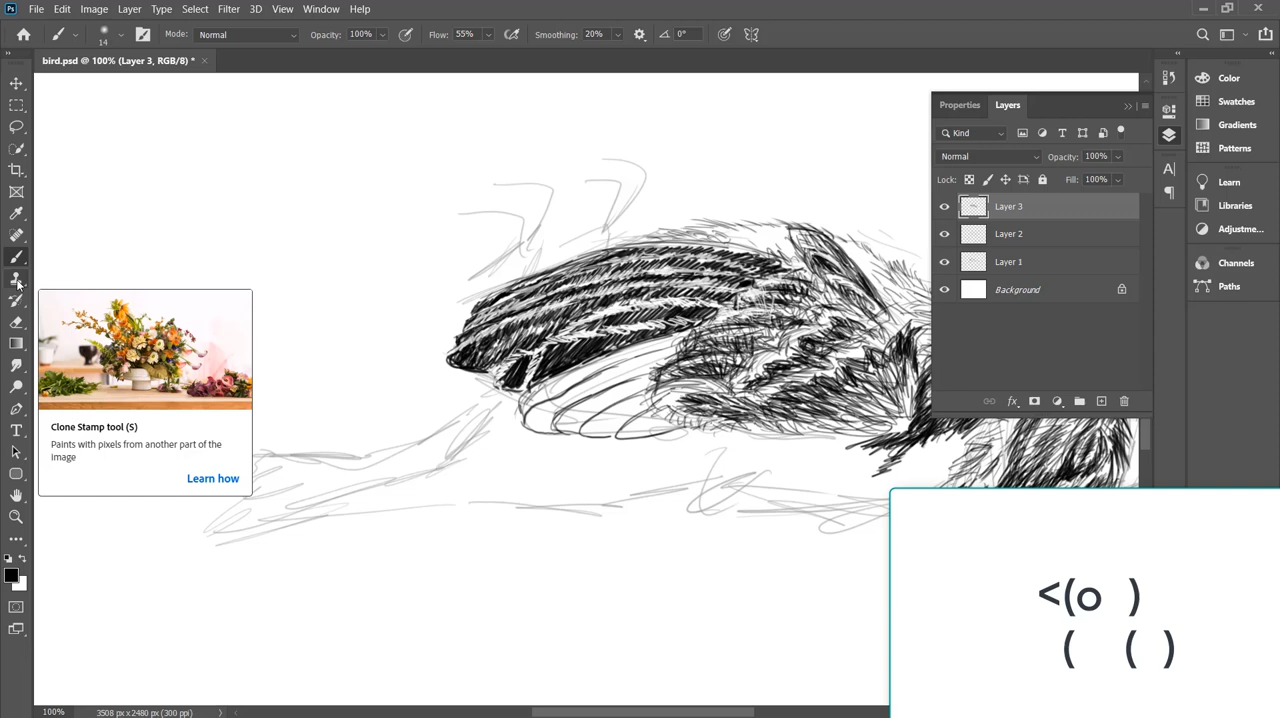 Ps File Edit Image Layer Type Select Filter 3D View Window Help
14 Mode: Normal Opacity: 100% Flow: 55% Smoothing: 20% 0°
bird.psd @ 100% (Layer 3, RGB/8) *
Properties Layers
Kind
Normal Opacity: 100%
Lock: Fill: 100%
Layer 3
Layer 2
Layer 1
Background
fx
Color
Swatches
Gradients
Patterns
Learn
Libraries
Adjustme...
Channels
Paths
Clone Stamp tool (S)
Paints with pixels from another part of the
image
Learn how
<(o )
( ( )
100% 3508 px x 2480 px (300 ppi)